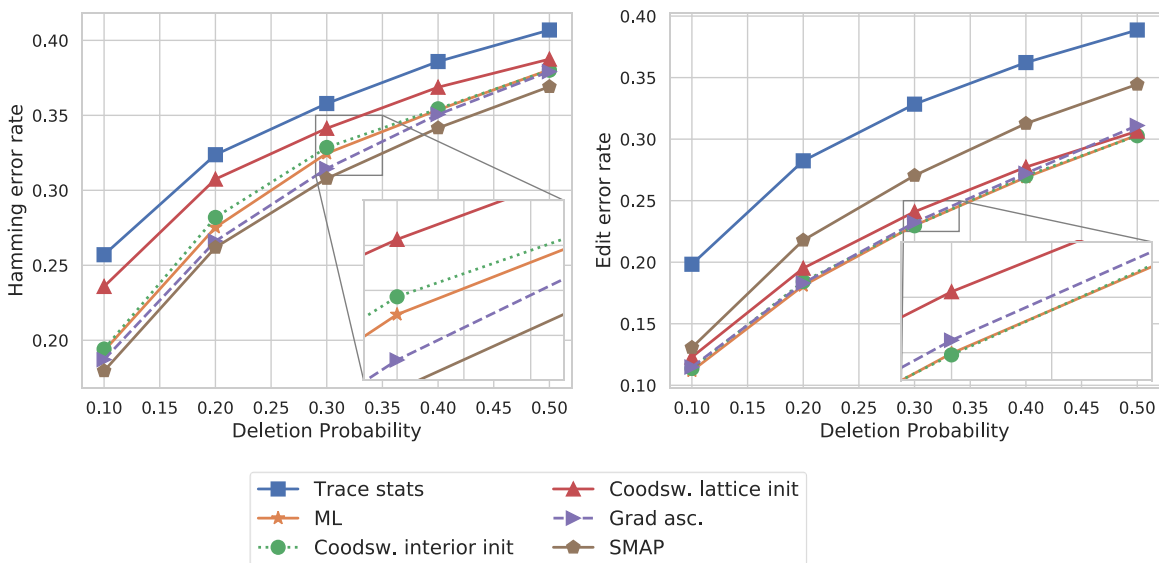 Hamming error rate
0.40
0.35
0.30
0.25
0.20
0.10 0.15 0.20 0.25 0.30 0.35 0.40 0.45 0.50
Deletion Probability
Edit error rate
0.40
0.35
0.30
0.25
0.20
0.15
0.10
0.10 0.15 0.20 0.25 0.30 0.35 0.40 0.45 0.50
Deletion Probability
Trace stats
ML
Coodsw. interior init
Coodsw. lattice init
Grad asc.
SMAP